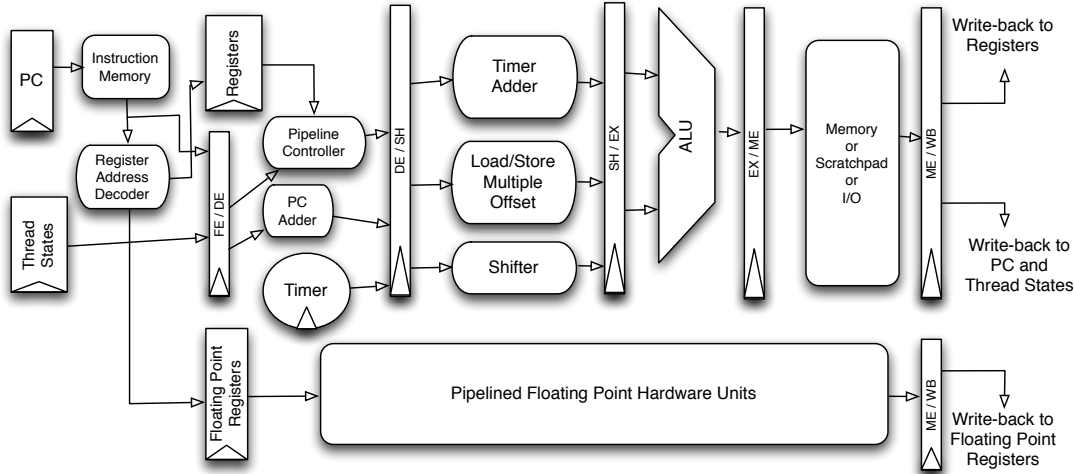 PC
Instruction
Memory
Register
Address
Decoder
Thread
States
Registers
FE / DE
Pipeline
Controller
PC
Adder
Timer
Floating Point
Registers
DE / SH
Timer
Adder
Load/Store
Multiple
Offset
Shifter
SH / EX
ALU
EX / ME
Memory
or
Scratchpad
or
I/O
ME / WB
Write-back to
Registers
Write-back to
PC and
Thread States
Pipelined Floating Point Hardware Units
ME / WB
Write-back to
Floating Point
Registers